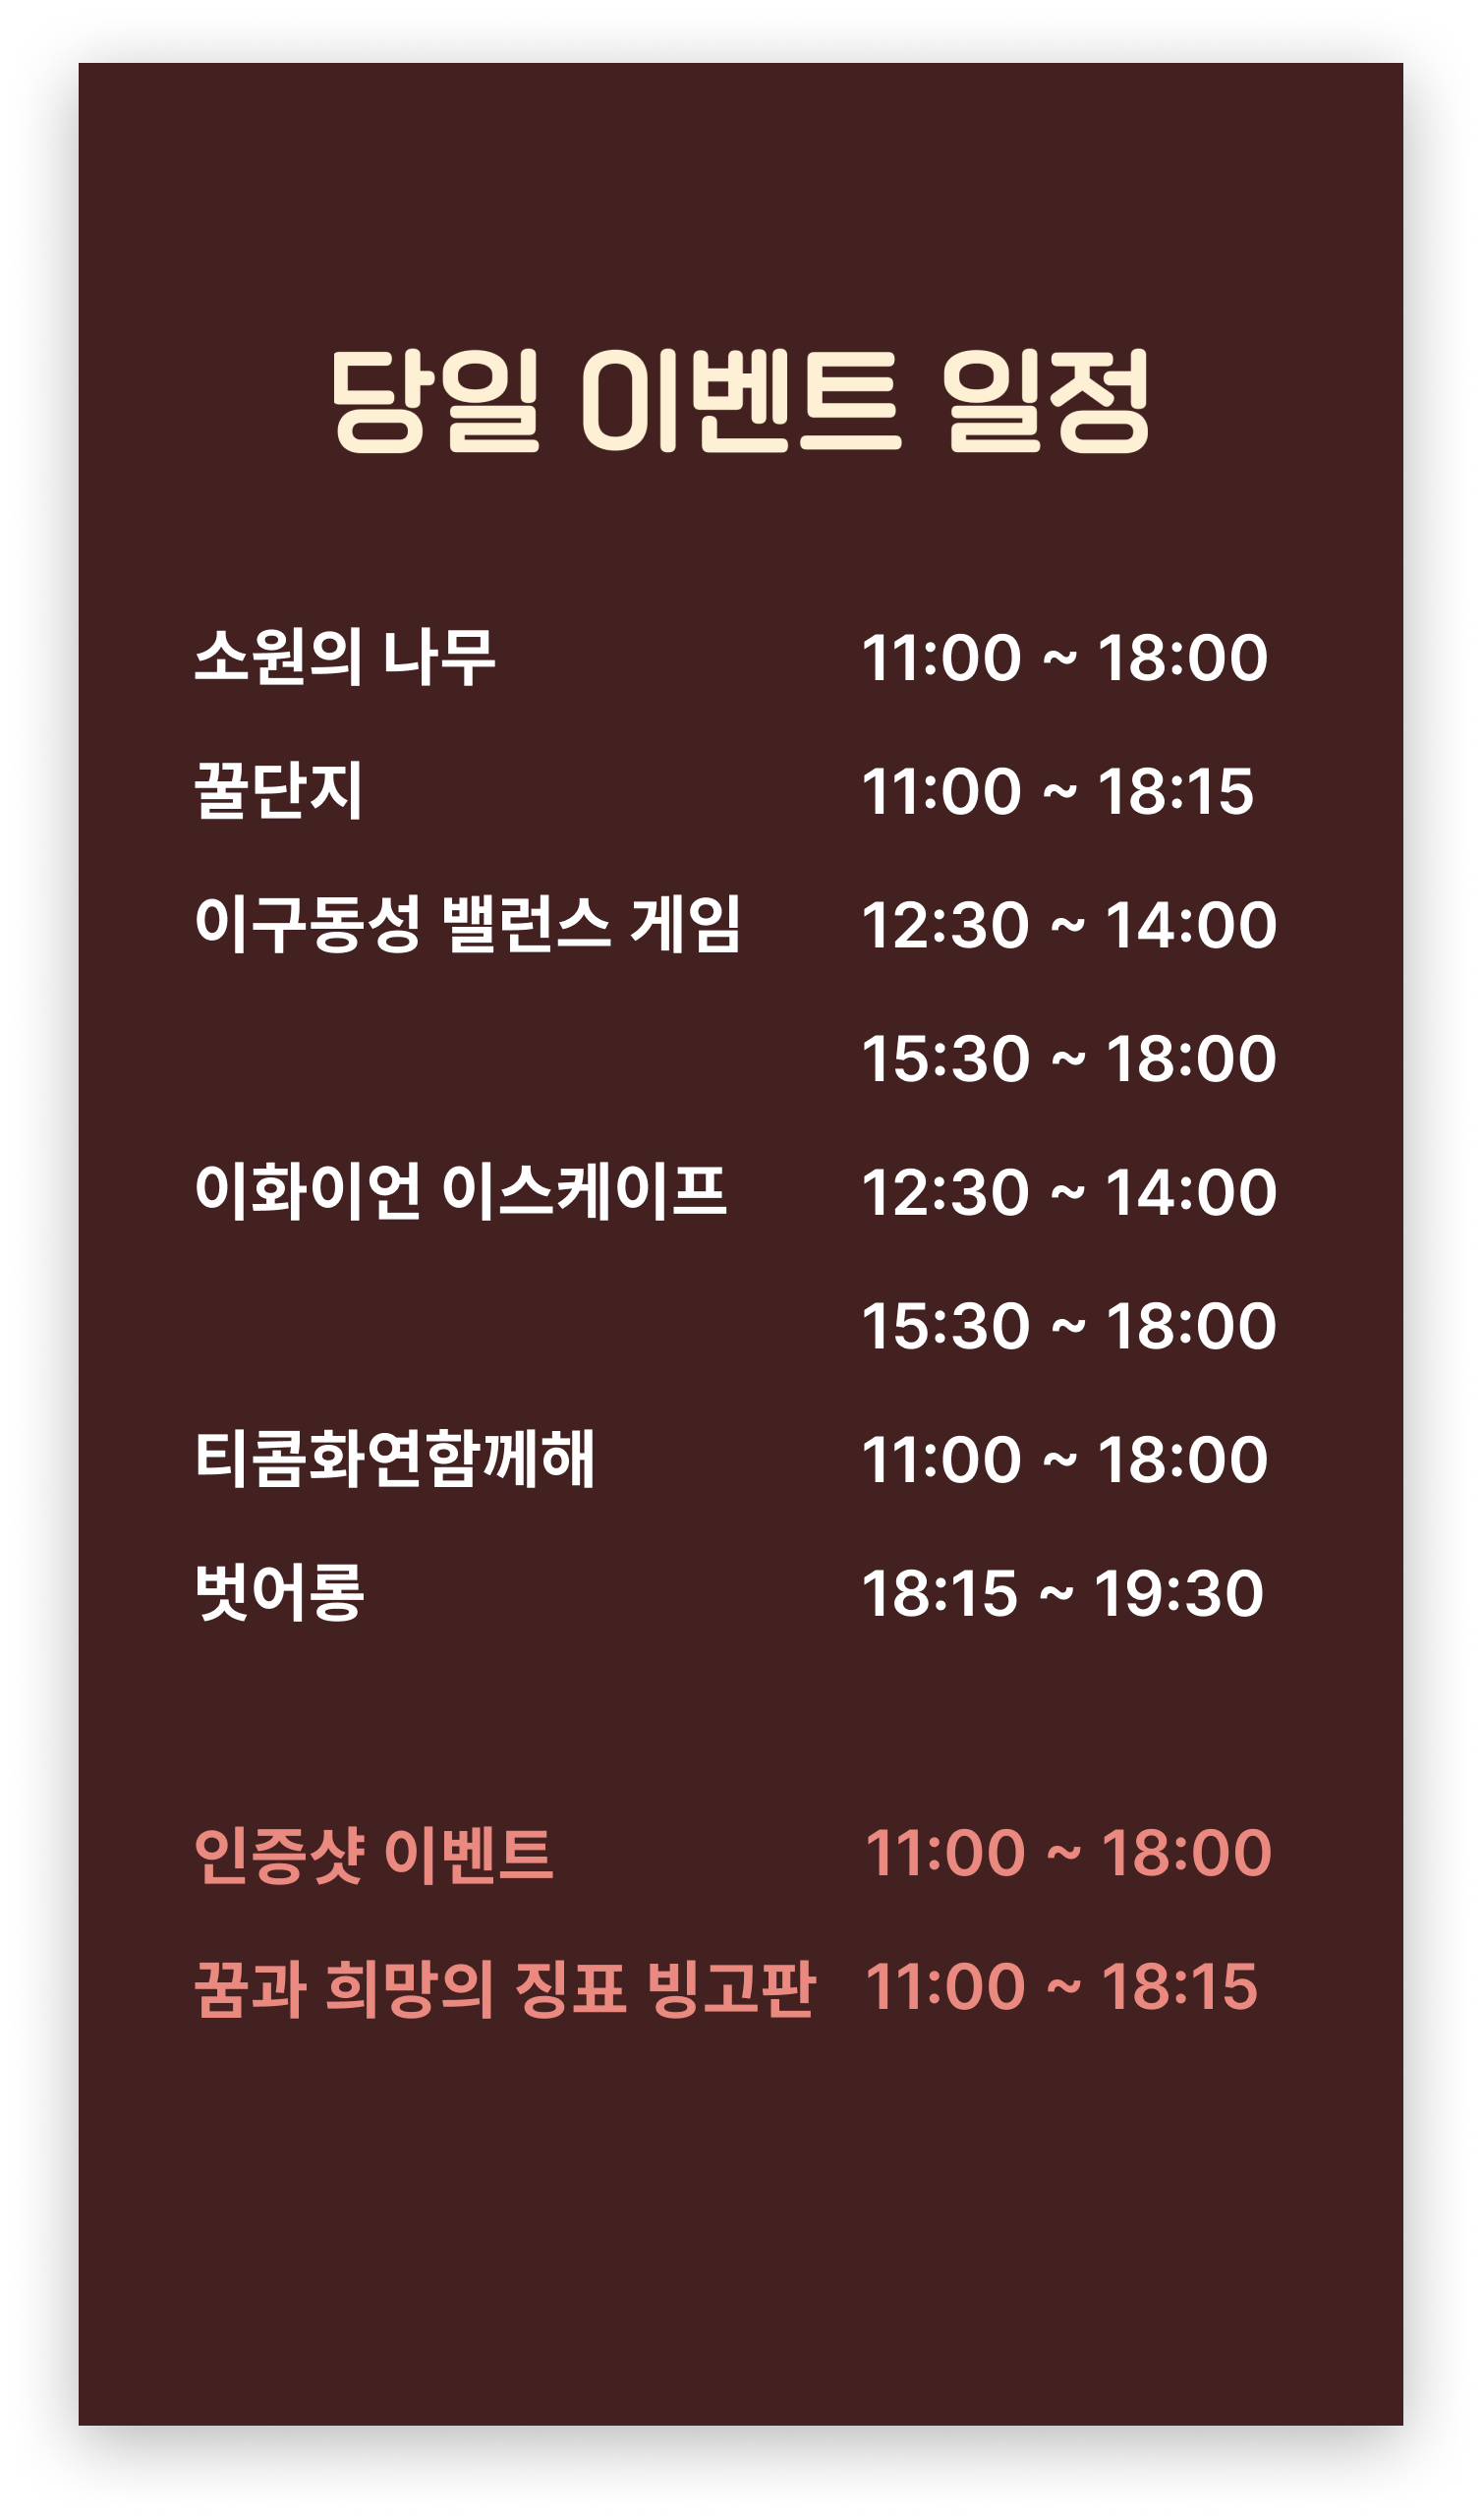 당일 이벤트 일정
소원의 나무 11:00 ~ 18:00
꿀단지 11:00 ~ 18:15
이구동성 밸런스 게임 12:30 ~ 14:00
15:30 ~ 18:00
이화이언 이스케이프 12:30 ~ 14:00
15:30 ~ 18:00
티콤화연함깨해 11:00 ~ 18:00
벗어롱 18:15 ~ 19:30
인증샷 이벤트 11:00 ~ 18:00
꿈과 희망의 징표 빙고판 11:00 ~ 18:15